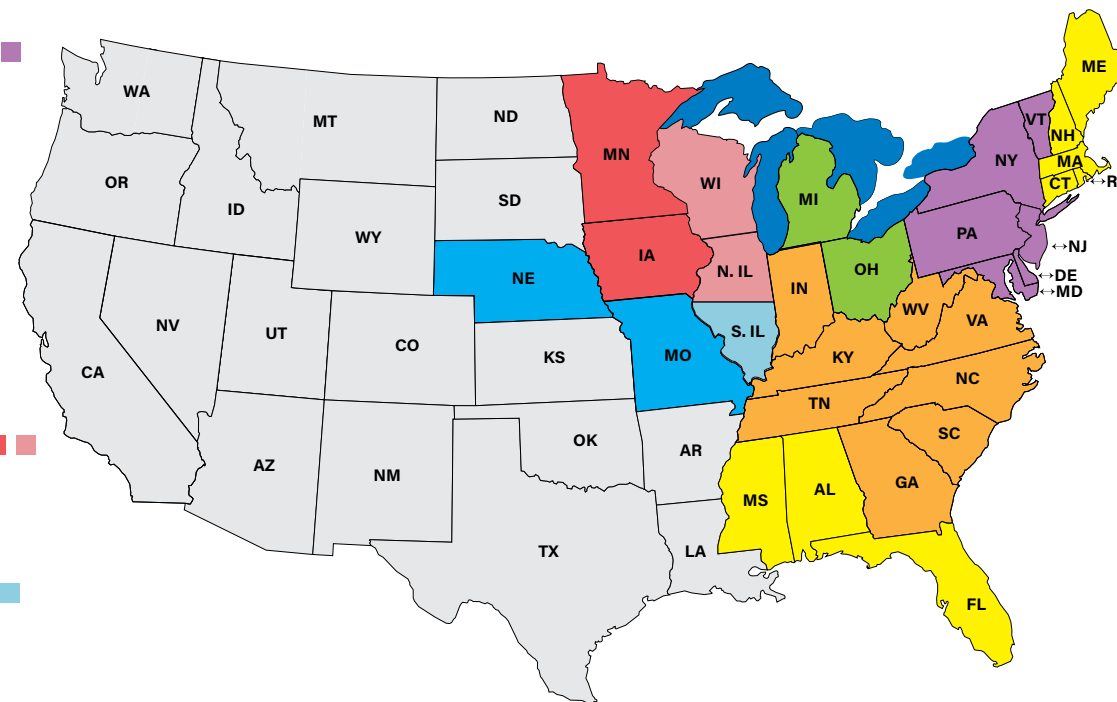 ME
WA
ND
MT
VT
NH
MN
NY
MA
OR
WI
CT
↔R
SD
MI
ID
PA
WY
↔NJ
IA
OH
N. IL
NE
↔DE
IN
↔MD
WV
VA
NV
UT
S. IL
CO
KS
MO
KY
CA
NC
TN
SC
OK
AR
AZ
NM
GA
AL
MS
TX
LA
FL